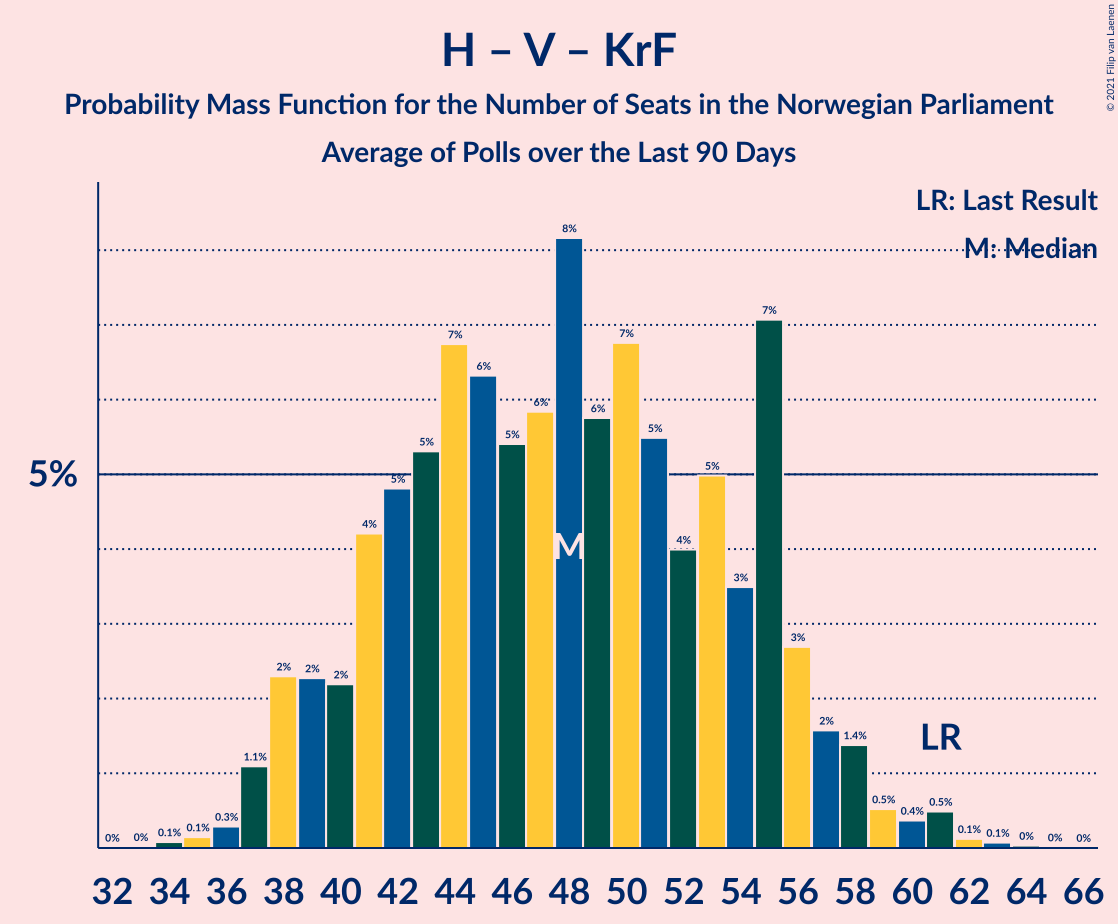 H – V – KrF
Probability Mass Function for the Number of Seats in the Norwegian Parliament
Average of Polls over the Last 90 Days
© 2021 Filip van Laenen
LR: Last Result
M: Median
5%
0% 0% 0.1% 0.1% 0.3% 1.1% 2% 2% 2% 4% 5% 5% 7% 6% 5% 6% 8% 6% 7% 5% 4% 5% 3% 7% 3% 2% 1.4% 0.5% 0.4% 0.5% 0.1% 0.1% 0% 0% 0%
M
LR
32 34 36 38 40 42 44 46 48 50 52 54 56 58 60 62 64 66